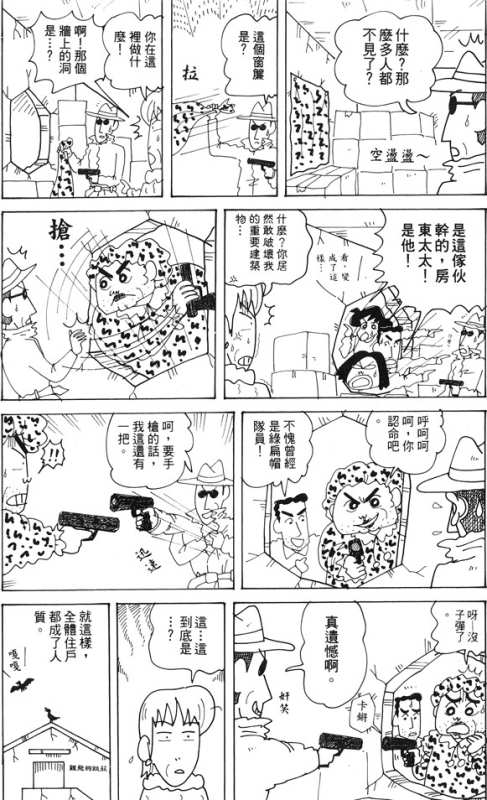 什麼？那
麼多人都
不見了？
空盪盪～
這個窗簾
是？
拉
你在這
裡做什
麼！
啊！那個
牆上的洞
是…？
是這傢伙
幹的，房
東太太！
是他！
看，變
成了這
樣…
什麼？你居
然敢破壞我
的重要建築
物…
搶…
呼呵呵
呵，你
認命吧
。
不愧曾經
是綠扁帽
隊員！
呵，要手
槍的話，
我這還有
一把。
迅速
!!
呀—沒
子彈了
。
卡鏘
真遺憾啊。
奸笑
這…這
到底是
…？
就這樣，
全體住戶
都成了人
質。
嘎嘎